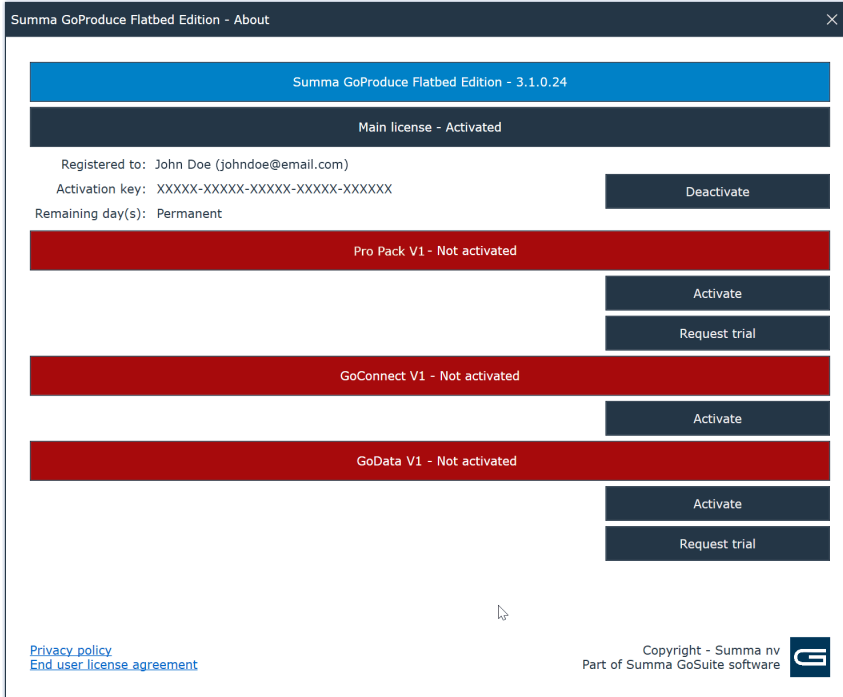 Summa GoProduce Flatbed Edition - About
Summa GoProduce Flatbed Edition - 3.1.0.24
Main license - Activated
Registered to: John Doe (johndoe@email.com)
Activation key: XXXXX-XXXXX-XXXXX-XXXXX-XXXXXX
Deactivate
Remaining day(s): Permanent
Pro Pack V1 - Not activated
Activate
Request trial
GoConnect V1 - Not activated
Activate
GoData V1 - Not activated
Activate
Request trial
Privacy policy
End user license agreement
Copyright - Summa nv
Part of Summa GoSuite software